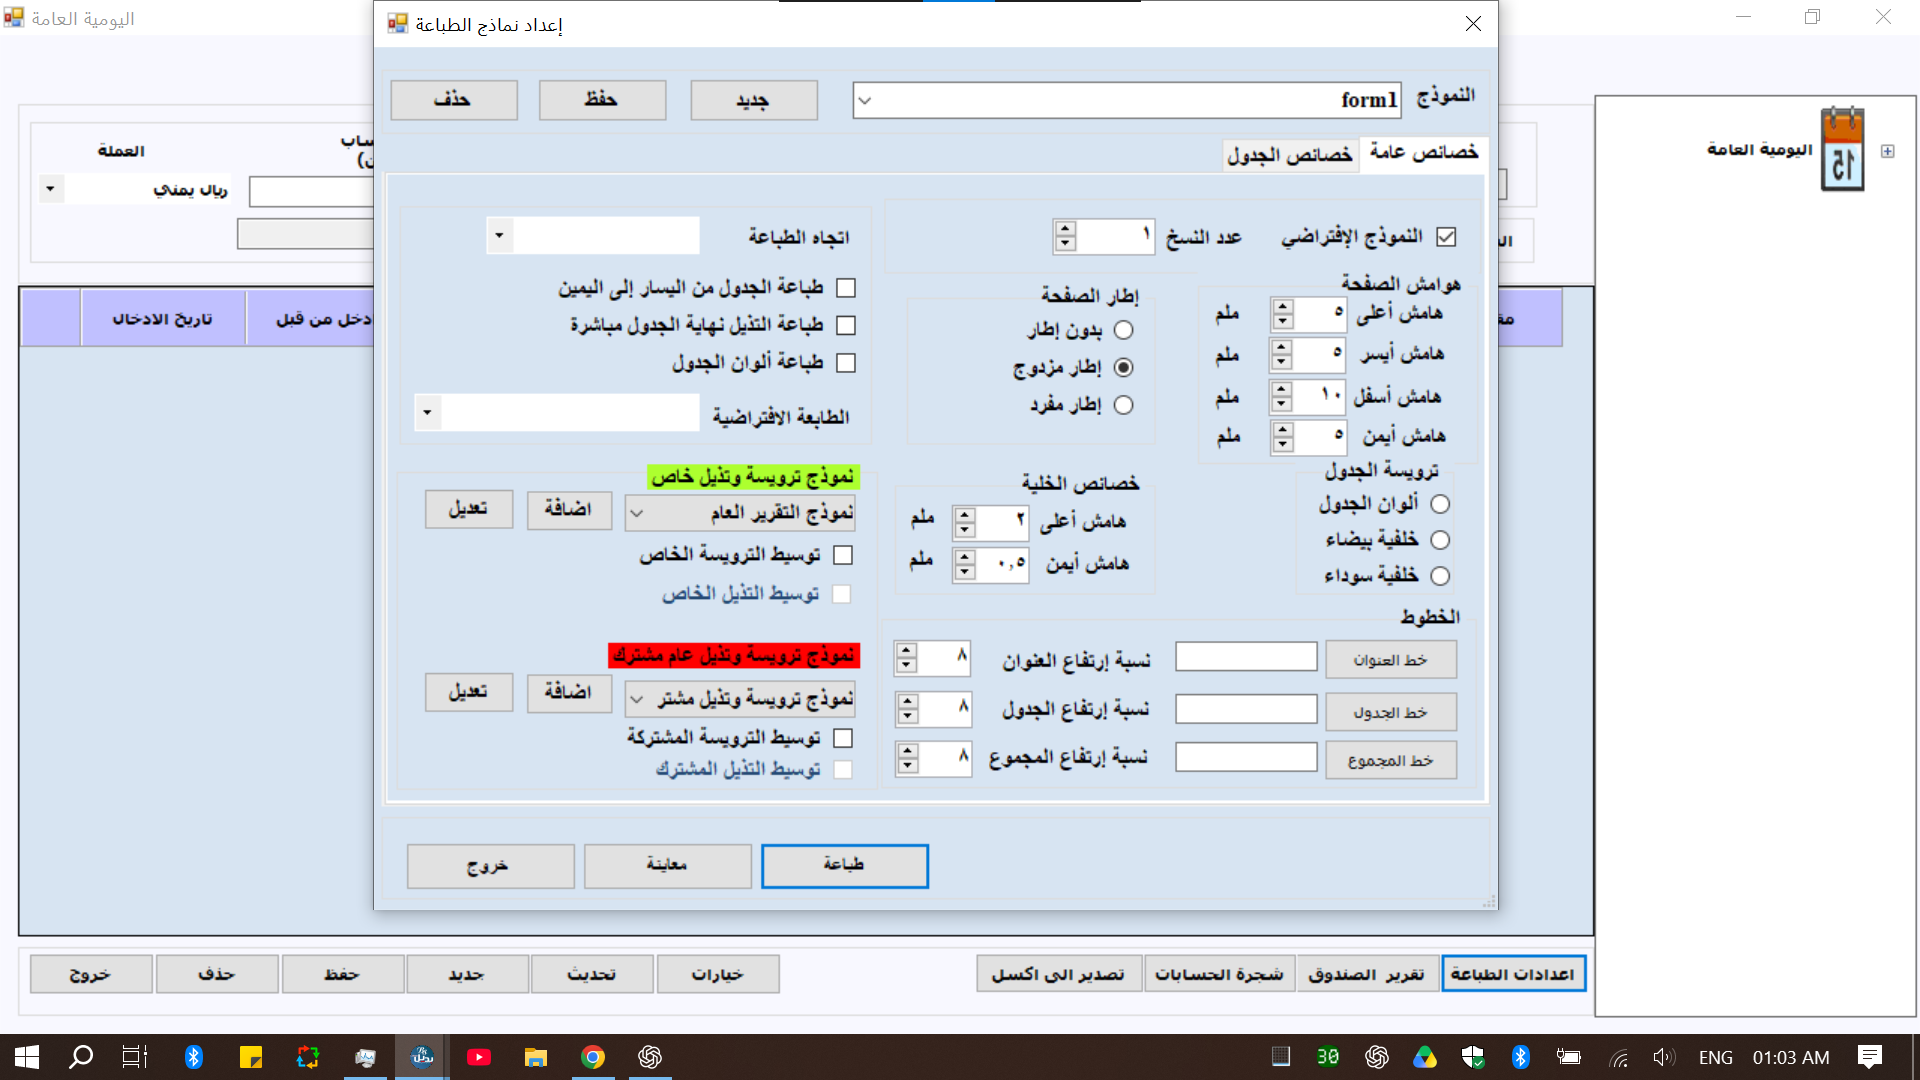 اليومية العامة
إعداد نماذج الطباعة
النموذج
form1
جديد
حفظ
حذف
خصائص عامة
خصائص الجدول
النموذج الإفتراضي
عدد النسخ
١
هوامش الصفحة
هامش أعلى
٥
ملم
هامش أيسر
٥
ملم
هامش أسفل
١٠
ملم
هامش أيمن
٥
ملم
إطار الصفحة
بدون إطار
إطار مزدوج
إطار مفرد
اتجاه الطباعة
طباعة الجدول من اليسار إلى اليمين
طباعة التذيل نهاية الجدول مباشرة
طباعة ألوان الجدول
الطابعة الافتراضية
ترويسة الجدول
ألوان الجدول
خلفية بيضاء
خلفية سوداء
خصائص الخلية
هامش أعلى
٢
ملم
هامش أيمن
٠,٥
ملم
نموذج ترويسة وتذيل خاص
نموذج التقرير العام
اضافة
تعديل
توسيط الترويسة الخاص
توسيط التذيل الخاص
نموذج ترويسة وتذيل عام مشترك
نموذج ترويسة وتذيل مشتر
اضافة
تعديل
توسيط الترويسة المشتركة
توسيط التذيل المشترك
الخطوط
خط العنوان
نسبة إرتفاع العنوان
٨
خط الجدول
نسبة إرتفاع الجدول
٨
خط المجموع
نسبة إرتفاع المجموع
٨
طباعة
معاينة
خروج
اليومية العامة
15
العملة
ريال يمني
تاريخ الادخال
دخل من قبل
اعدادات الطباعة
تقرير الصندوق
شجرة الحسابات
تصدير الى اكسل
خيارات
تحديث
جديد
حفظ
حذف
خروج
30
ENG
01:03 AM